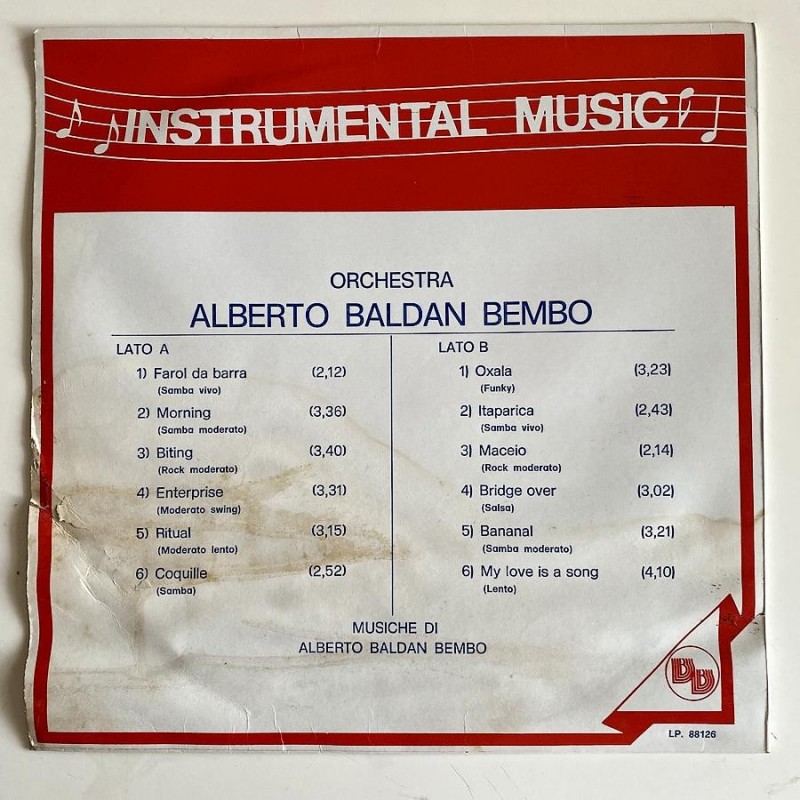 INSTRUMENTAL MUSIC
ORCHESTRA
ALBERTO BALDAN BEMBO
LATO A
1) Farol da barra (2,12)
(Samba vivo)
2) Morning (3,36)
(Samba moderato)
3) Biting (3,40)
(Rock moderato)
4) Enterprise (3,31)
(Moderato swing)
5) Ritual (3,15)
(Moderato lento)
6) Coquille (2,52)
(Samba)
LATO B
1) Oxala (3,23)
(Funky)
2) Itaparica (2,43)
(Samba vivo)
3) Maceio (2,14)
(Rock moderato)
4) Bridge over (3,02)
(Salsa)
5) Bananal (3,21)
(Samba moderato)
6) My love is a song (4,10)
(Lento)
MUSICHE DI
ALBERTO BALDAN BEMBO
BB
LP. 88126